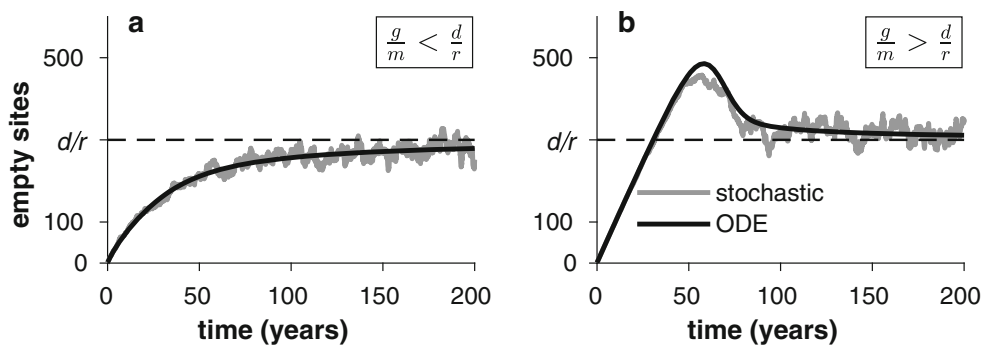 a
g/m < d/r
500
d/r
100
0
empty sites
0 50 100 150 200
time (years)
b
g/m > d/r
500
d/r
100
0
stochastic
ODE
0 50 100 150 200
time (years)